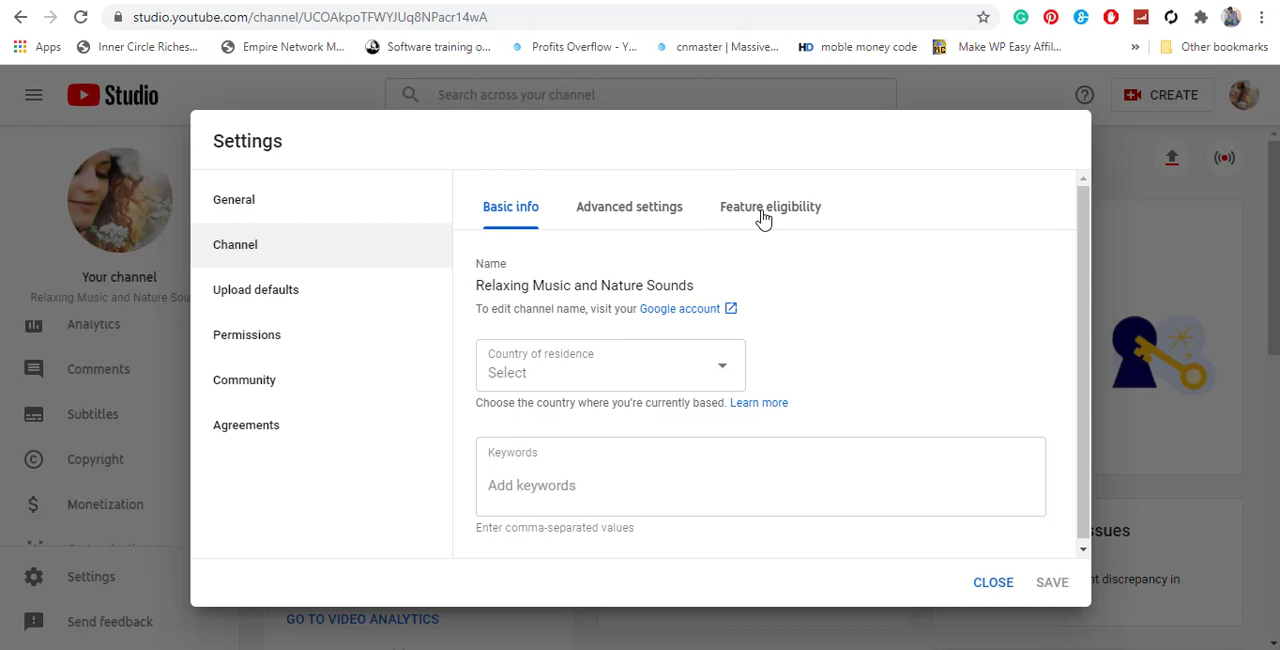 studio.youtube.com/channel/UCOAkpoTFWYJUq8NPacr14wA
Apps Inner Circle Riches... Empire Network M... Software training o... Profits Overflow - Y... cnmaster | Massive... HD moble money code Make WP Easy Affil... » Other bookmarks
Studio Search across your channel CREATE
Settings
General
Channel
Upload defaults
Permissions
Community
Agreements
Basic info Advanced settings Feature eligibility
Name
Relaxing Music and Nature Sounds
To edit channel name, visit your Google account
Country of residence
Select
Choose the country where you're currently based. Learn more
Keywords
Add keywords
Enter comma-separated values
CLOSE SAVE
Your channel
Relaxing Music and Nature Sou
Analytics
Comments
Subtitles
Copyright
Monetization
Settings
Send feedback
GO TO VIDEO ANALYTICS
ssues
nt discrepancy in